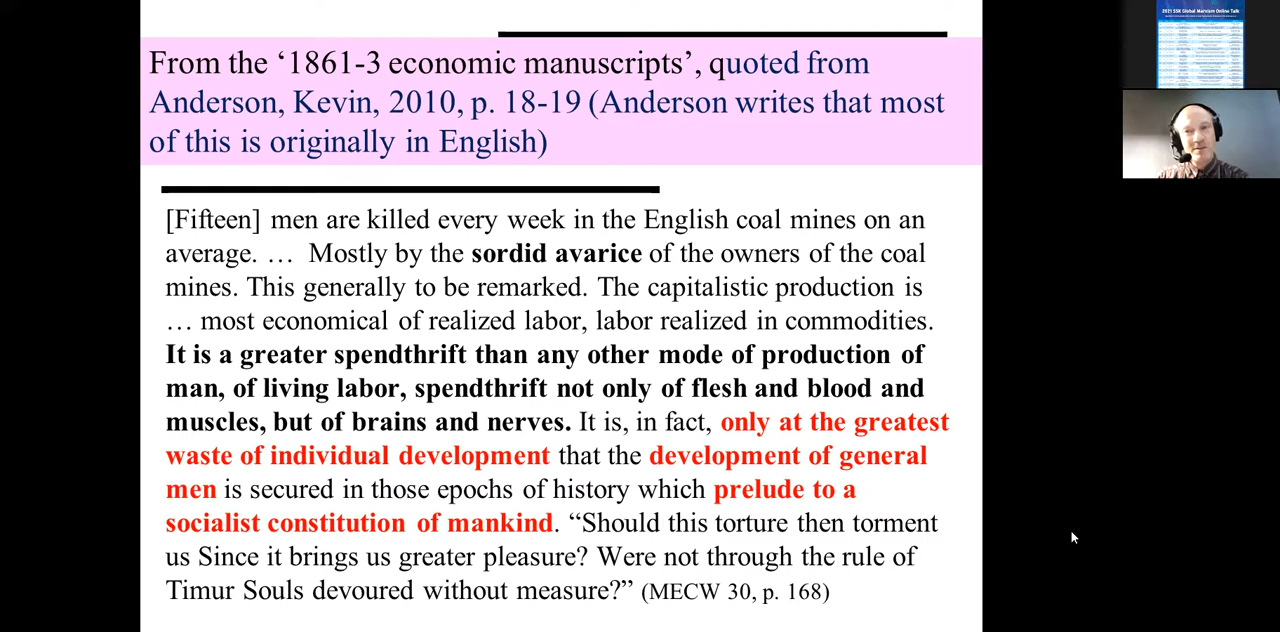 From the ‘1861-3 economic manuscripts’, quoted from
Anderson, Kevin, 2010, p. 18-19 (Anderson writes that most
of this is originally in English)
[Fifteen] men are killed every week in the English coal mines on an
average. … Mostly by the sordid avarice of the owners of the coal
mines. This generally to be remarked. The capitalistic production is
… most economical of realized labor, labor realized in commodities.
It is a greater spendthrift than any other mode of production of
man, of living labor, spendthrift not only of flesh and blood and
muscles, but of brains and nerves. It is, in fact, only at the greatest
waste of individual development that the development of general
men is secured in those epochs of history which prelude to a
socialist constitution of mankind. “Should this torture then torment
us Since it brings us greater pleasure? Were not through the rule of
Timur Souls devoured without measure?” (MECW 30, p. 168)
2021 SSK Global Marxism Online Talk